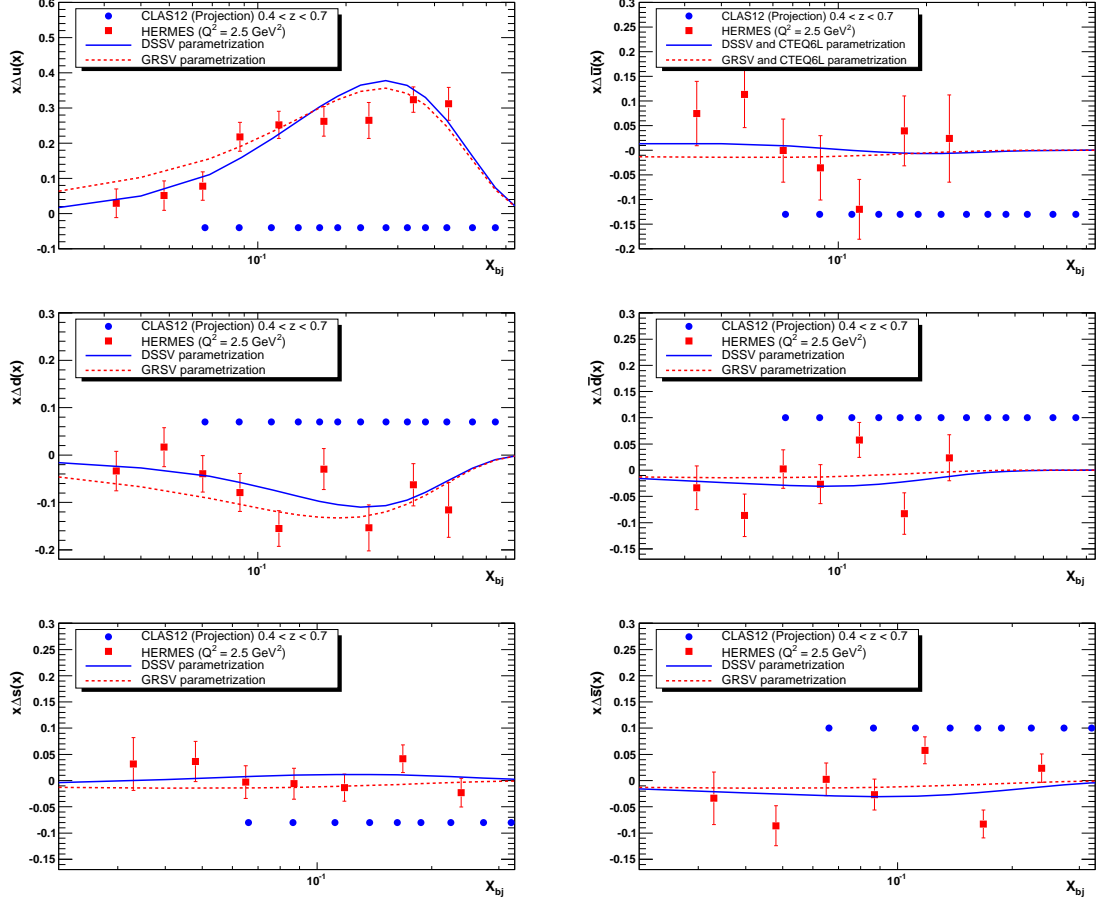 CLAS12 (Projection) 0.4 < z < 0.7
HERMES (Q² = 2.5 GeV²)
DSSV parametrization
GRSV parametrization
0.5
0.4
0.3
0.2
0.1
0
-0.1
xΔu(x)
10⁻¹
X_bj
CLAS12 (Projection) 0.4 < z < 0.7
HERMES (Q² = 2.5 GeV²)
DSSV and CTEQ6L parametrization
GRSV and CTEQ6L parametrization
0.3
0.25
0.2
0.15
0.1
0.05
0
-0.05
-0.1
-0.15
-0.2
xΔū(x)
10⁻¹
X_bj
CLAS12 (Projection) 0.4 < z < 0.7
HERMES (Q² = 2.5 GeV²)
DSSV parametrization
GRSV parametrization
0.3
0.2
0.1
0
-0.1
-0.2
xΔd(x)
10⁻¹
X_bj
CLAS12 (Projection) 0.4 < z < 0.7
HERMES (Q² = 2.5 GeV²)
DSSV parametrization
GRSV parametrization
0.3
0.25
0.2
0.15
0.1
0.05
0
-0.05
-0.1
-0.15
xΔd̄(x)
10⁻¹
X_bj
CLAS12 (Projection) 0.4 < z < 0.7
HERMES (Q² = 2.5 GeV²)
DSSV parametrization
GRSV parametrization
0.3
0.25
0.2
0.15
0.1
0.05
0
-0.05
-0.1
-0.15
xΔs(x)
10⁻¹
X_bj
CLAS12 (Projection) 0.4 < z < 0.7
HERMES (Q² = 2.5 GeV²)
DSSV parametrization
GRSV parametrization
0.3
0.25
0.2
0.15
0.1
0.05
0
-0.05
-0.1
-0.15
xΔs̄(x)
10⁻¹
X_bj